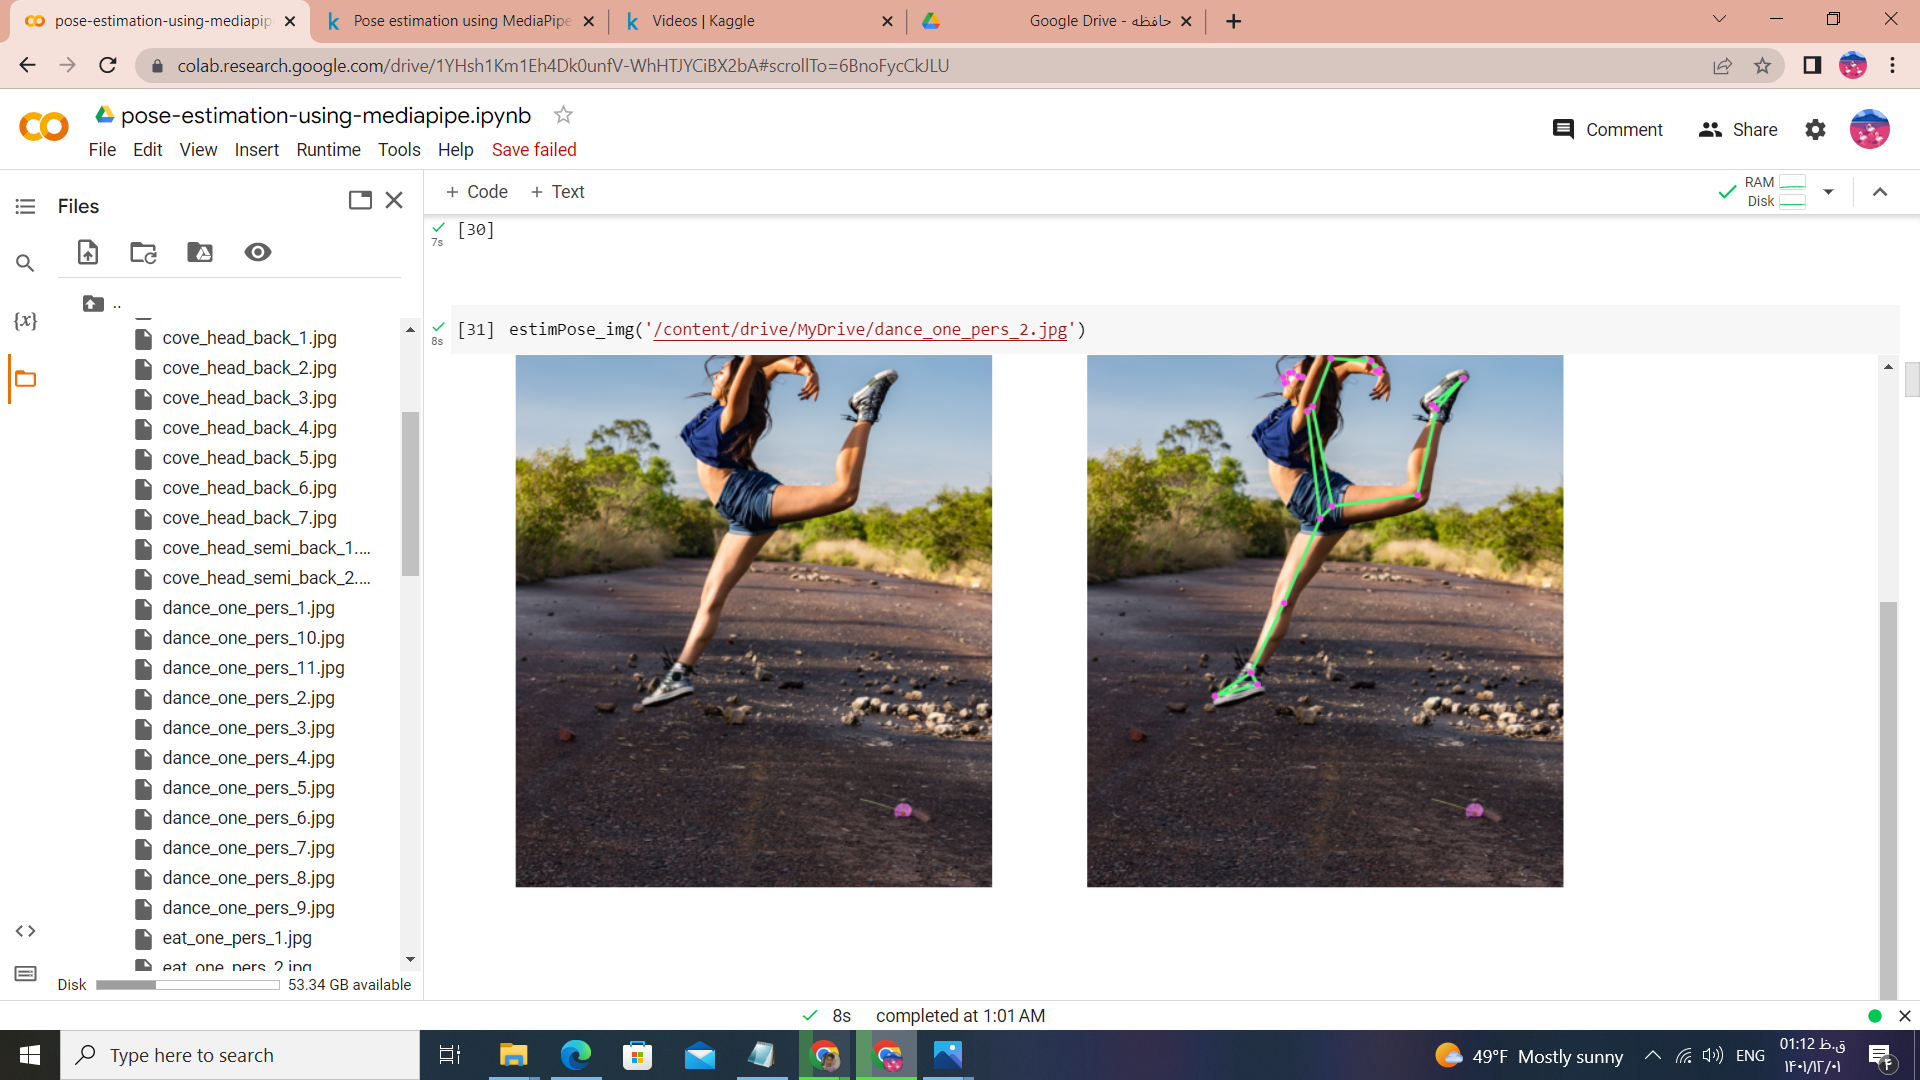 pose-estimation-using-mediapip
Pose estimation using MediaPipe
Videos | Kaggle
حافظه - Google Drive
colab.research.google.com/drive/1YHsh1Km1Eh4Dk0unfV-WhHTJYCiBX2bA#scrollTo=6BnoFycCkJLU
pose-estimation-using-mediapipe.ipynb
Comment
Share
File Edit View Insert Runtime Tools Help Save failed
Files
+ Code + Text
RAM
Disk
{x}
..
cove_head_back_1.jpg
cove_head_back_2.jpg
cove_head_back_3.jpg
cove_head_back_4.jpg
cove_head_back_5.jpg
cove_head_back_6.jpg
cove_head_back_7.jpg
cove_head_semi_back_1....
cove_head_semi_back_2....
dance_one_pers_1.jpg
dance_one_pers_10.jpg
dance_one_pers_11.jpg
dance_one_pers_2.jpg
dance_one_pers_3.jpg
dance_one_pers_4.jpg
dance_one_pers_5.jpg
dance_one_pers_6.jpg
dance_one_pers_7.jpg
dance_one_pers_8.jpg
dance_one_pers_9.jpg
eat_one_pers_1.jpg
eat_one_pers_2.jpg
Disk 53.34 GB available
[30]
7s
[31] estimPose_img('/content/drive/MyDrive/dance_one_pers_2.jpg')
8s
8s completed at 1:01 AM
Type here to search
49°F Mostly sunny
ENG
01:12 ق.ظ
۱۴۰۱/۱۲/۰۱
۴